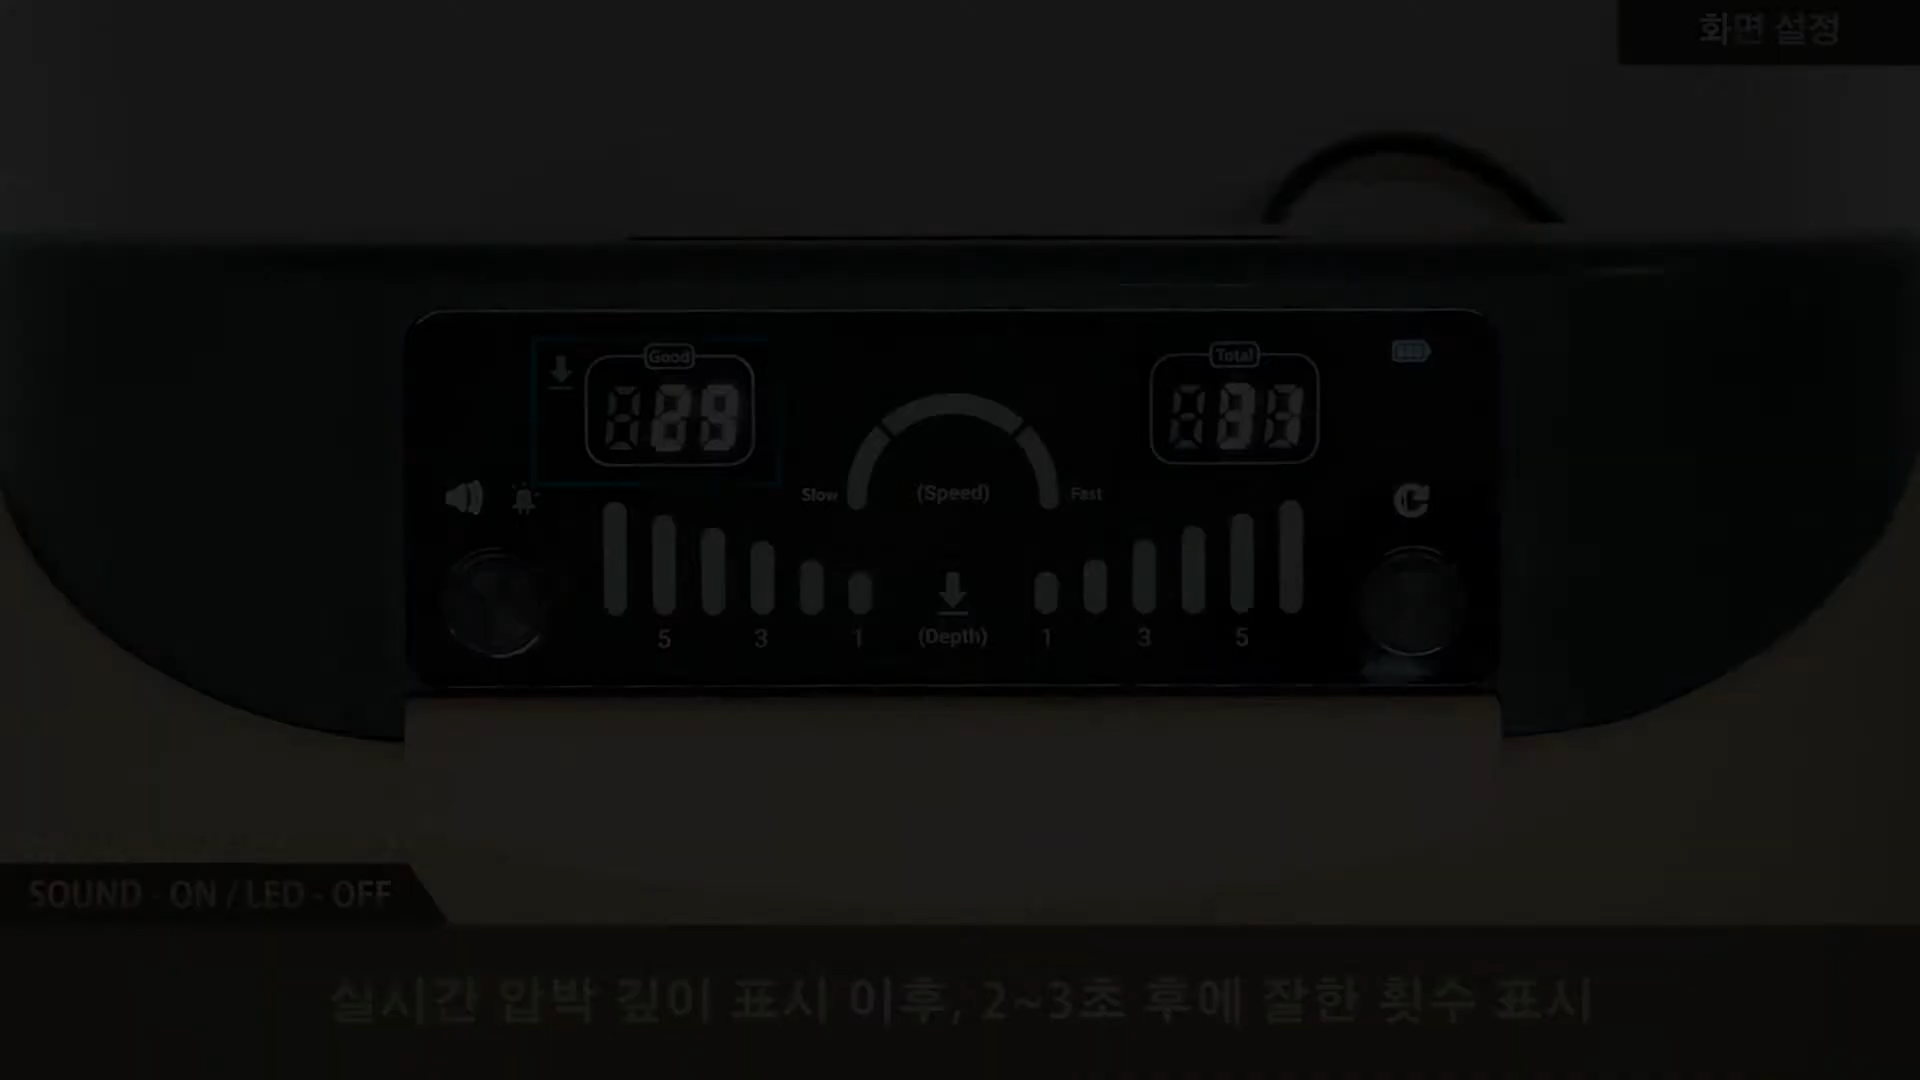 화면 설정
Good
29
Total
37
Slow
(Speed)
Fast
5 3 1 (Depth) 1 3 5
SOUND - ON / LED - OFF
실시간 압박 깊이 표시 이후, 2~3초 후에 잘한 횟수 표시